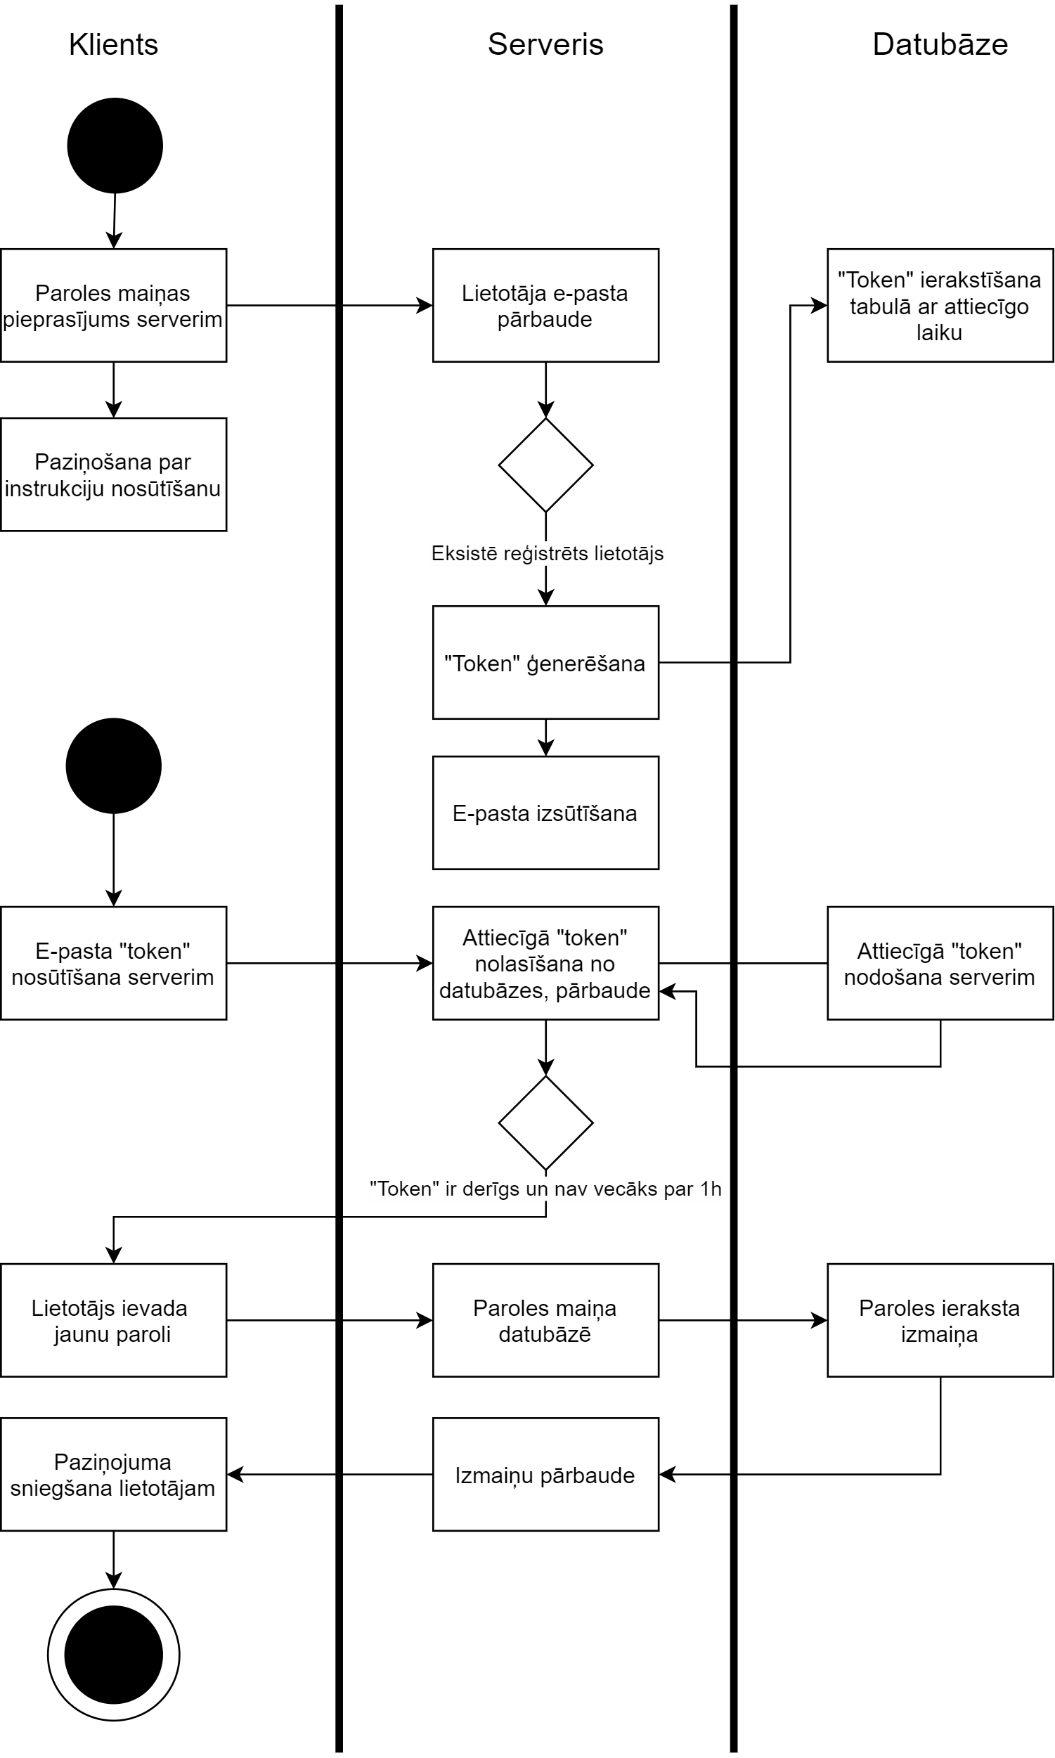 Klients
Serveris
Datubāze
Paroles maiņas
pieprasījums serverim
Lietotāja e-pasta
pārbaude
"Token" ierakstīšana
tabulā ar attiecīgo
laiku
Paziņošana par
instrukciju nosūtīšanu
Eksistē reģistrēts lietotājs
"Token" ģenerēšana
E-pasta izsūtīšana
E-pasta "token"
nosūtīšana serverim
Attiecīgā "token"
nolasīšana no
datubāzes, pārbaude
Attiecīgā "token"
nodošana serverim
"Token" ir derīgs un nav vecāks par 1h
Lietotājs ievada
jaunu paroli
Paroles maiņa
datubāzē
Paroles ieraksta
izmaiņa
Paziņojuma
sniegšana lietotājam
Izmaiņu pārbaude